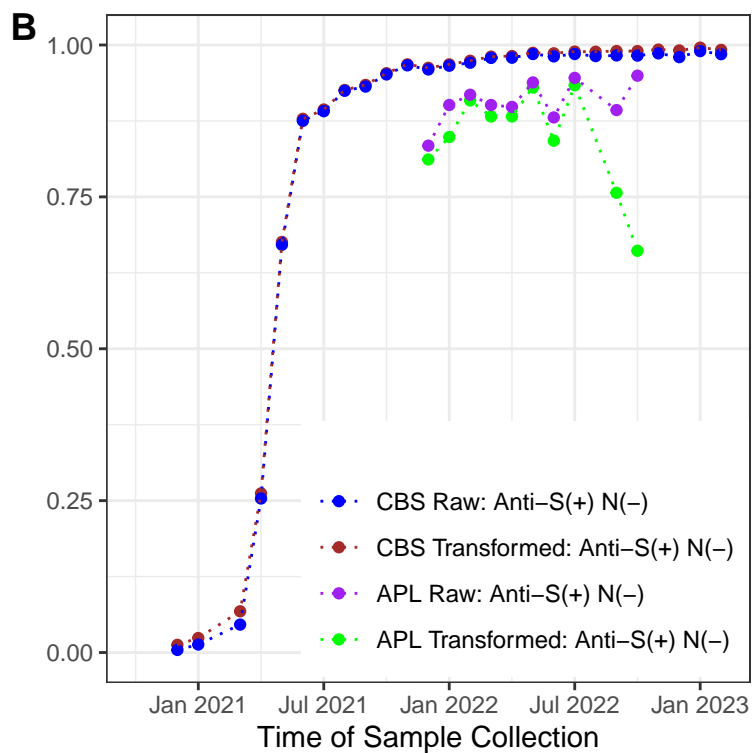 B
1.00
0.75
0.50
0.25
0.00
CBS Raw: Anti−S(+) N(−)
CBS Transformed: Anti−S(+) N(−)
APL Raw: Anti−S(+) N(−)
APL Transformed: Anti−S(+) N(−)
Jan 2021 Jul 2021 Jan 2022 Jul 2022 Jan 2023
Time of Sample Collection